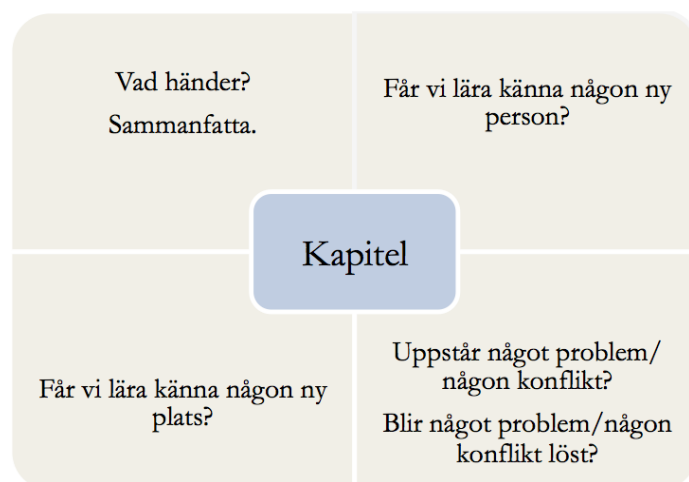 Vad händer?
Sammanfatta.
Får vi lära känna någon ny
person?
Kapitel
Får vi lära känna någon ny
plats?
Uppstår något problem/
någon konflikt?
Blir något problem/någon
konflikt löst?